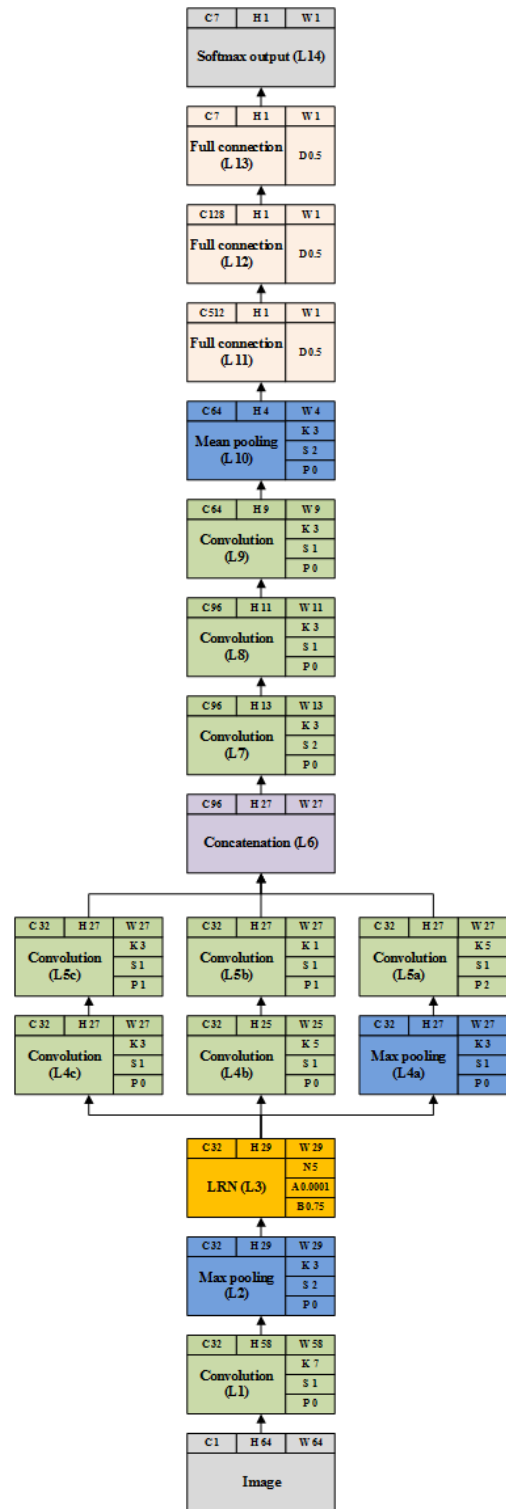 C7 H1 W1
Softmax output (L14)
C7 H1 W1
Full connection
(L13)
D0.5
C128 H1 W1
Full connection
(L12)
D0.5
C512 H1 W1
Full connection
(L11)
D0.5
C64 H4 W4
Mean pooling
(L10)
K3
S2
P0
C64 H9 W9
Convolution
(L9)
K3
S1
P0
C96 H11 W11
Convolution
(L8)
K3
S1
P0
C96 H13 W13
Convolution
(L7)
K3
S2
P0
C96 H27 W27
Concatenation (L6)
C32 H27 W27
Convolution
(L5c)
K3
S1
P1
C32 H27 W27
Convolution
(L5b)
K1
S1
P1
C32 H27 W27
Convolution
(L5a)
K5
S1
P2
C32 H27 W27
Convolution
(L4c)
K3
S1
P0
C32 H25 W25
Convolution
(L4b)
K5
S1
P0
C32 H27 W27
Max pooling
(L4a)
K3
S1
P0
C32 H29 W29
LRN (L3)
N5
A0.0001
B0.75
C32 H29 W29
Max pooling
(L2)
K3
S2
P0
C32 H58 W58
Convolution
(L1)
K7
S1
P0
C1 H64 W64
Image